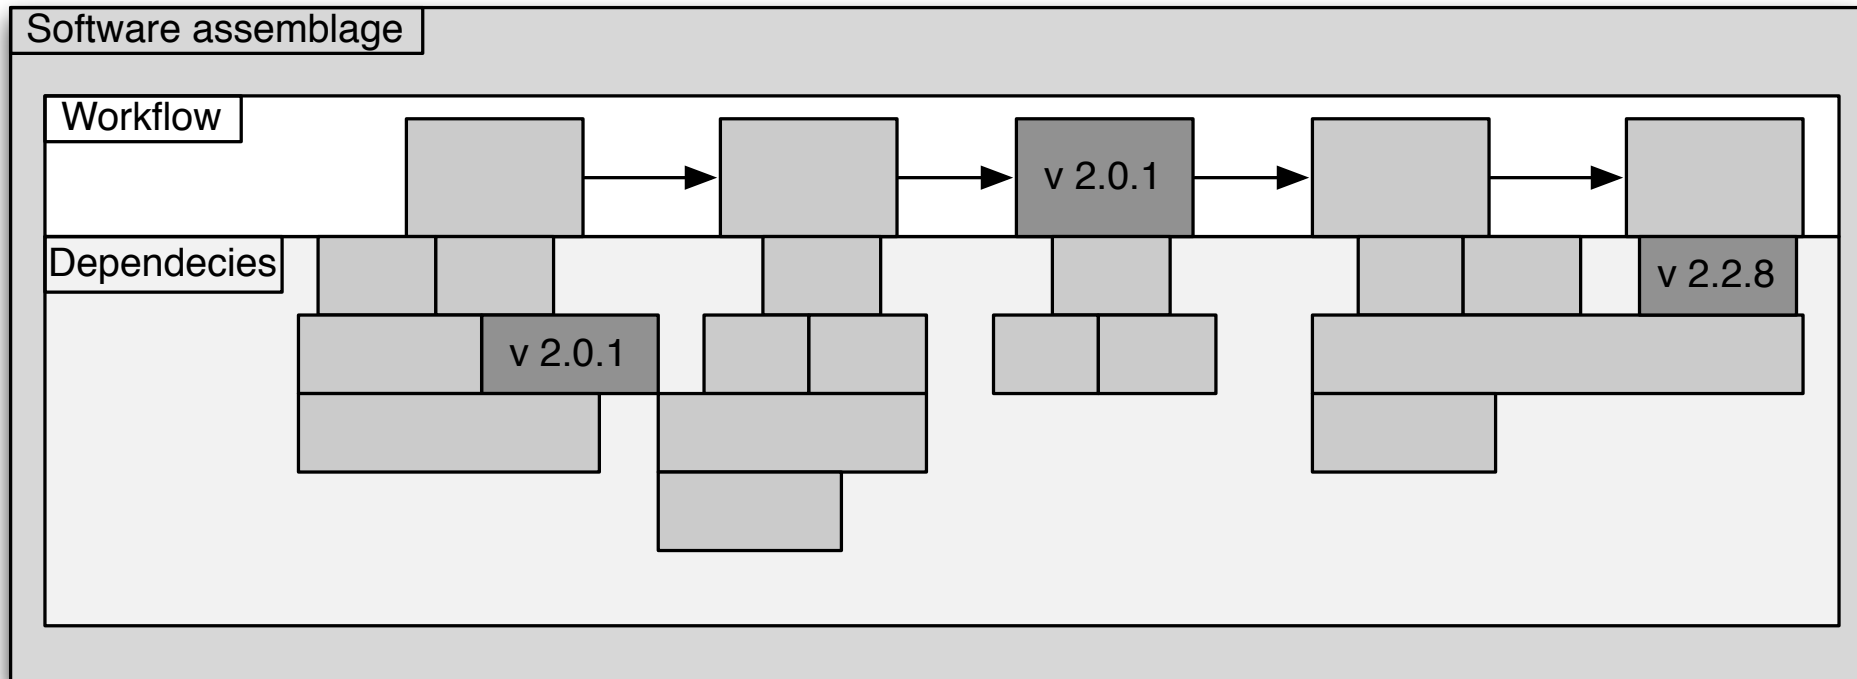 Software assemblage
Workflow
v 2.0.1
Dependecies
v 2.2.8
v 2.0.1